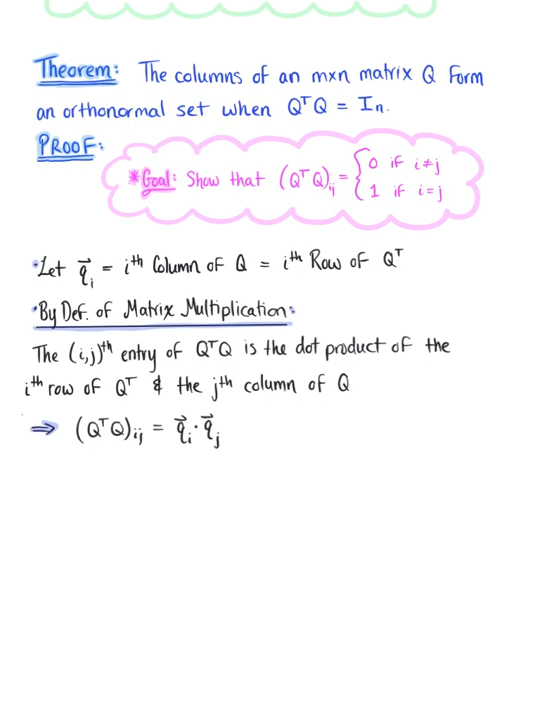 Theorem: The columns of an mxn matrix Q form
an orthonormal set when QᵀQ = Iₙ.
PROOF:
*Goal: Show that (QᵀQ)ᵢⱼ = { 0 if i≠j
1 if i=j
•Let q⃗ᵢ = iᵗʰ Column of Q = iᵗʰ Row of Qᵀ
•By Def. of Matrix Multiplication:
The (i,j)ᵗʰ entry of QᵀQ is the dot product of the
iᵗʰ row of Qᵀ & the jᵗʰ column of Q
⇒ (QᵀQ)ᵢⱼ = q⃗ᵢ·q⃗ⱼ